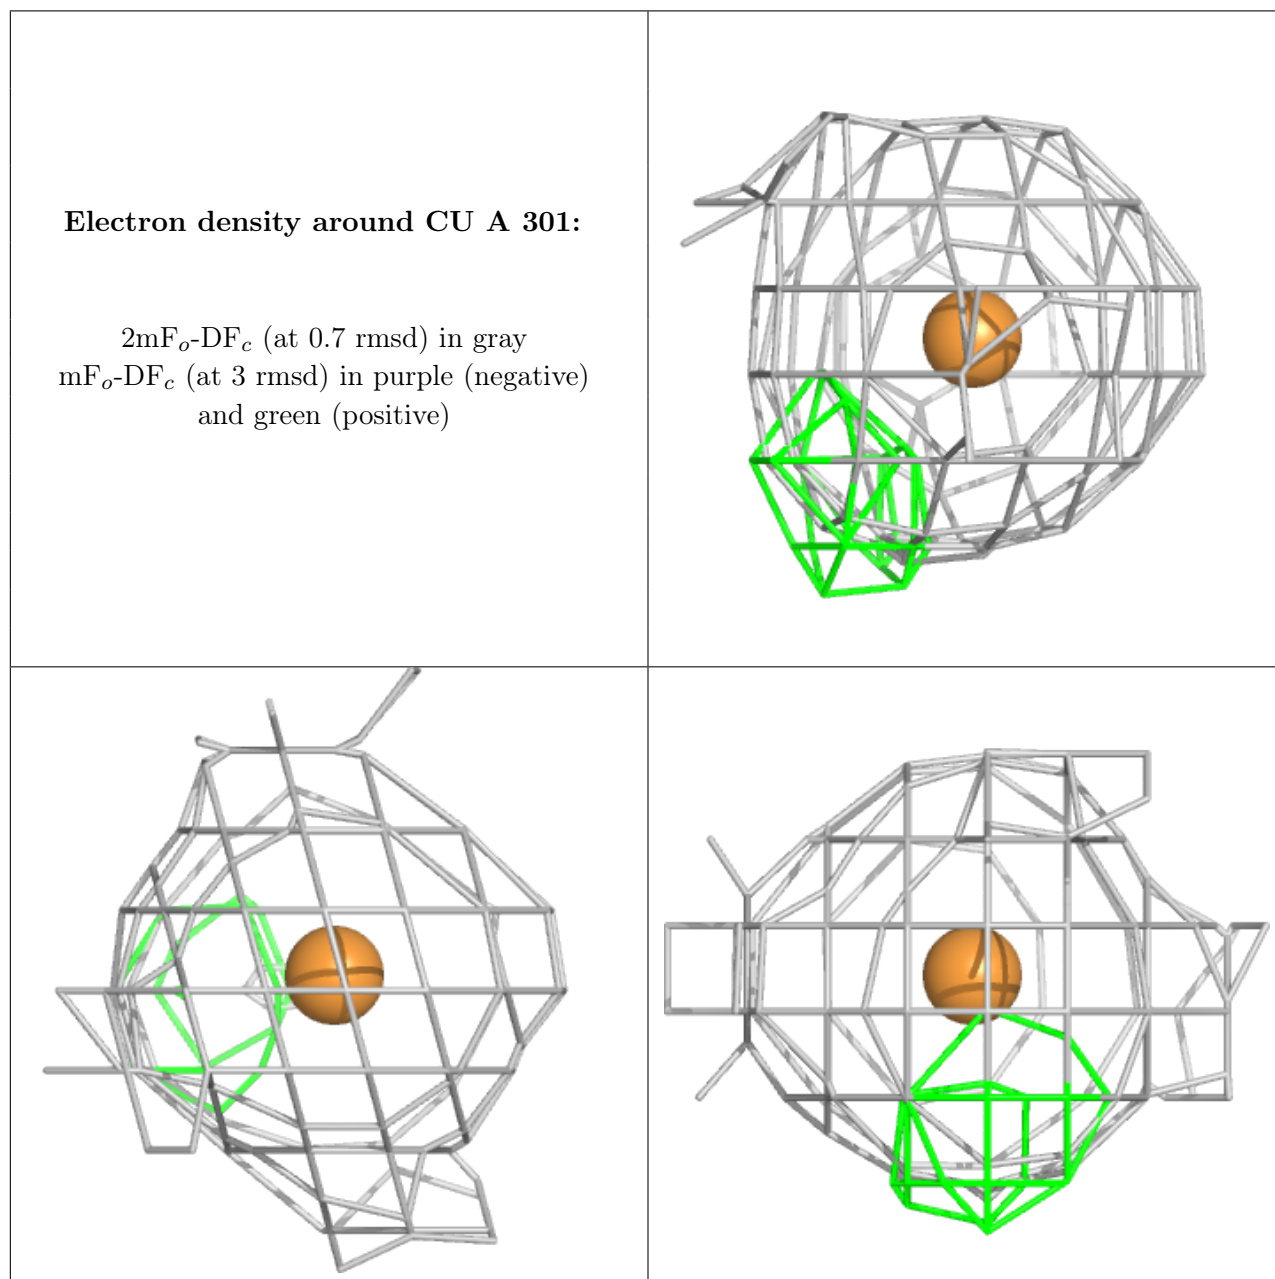 Electron density around CU A 301:
2mFo-DFc (at 0.7 rmsd) in gray
mFo-DFc (at 3 rmsd) in purple (negative)
and green (positive)